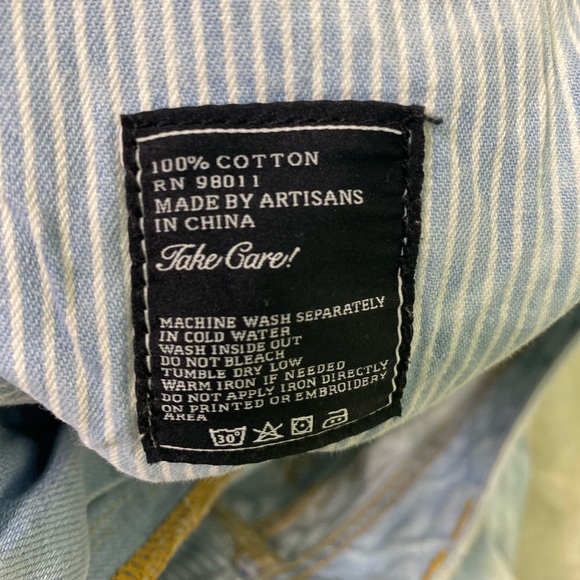 100% COTTON
RN 98011
MADE BY ARTISANS
IN CHINA
Take Care!
MACHINE WASH SEPARATELY
IN COLD WATER
WASH INSIDE OUT
DO NOT BLEACH
TUMBLE DRY LOW
WARM IRON IF NEEDED
DO NOT APPLY IRON DIRECTLY
ON PRINTED OR EMBROIDERY
AREA
30°